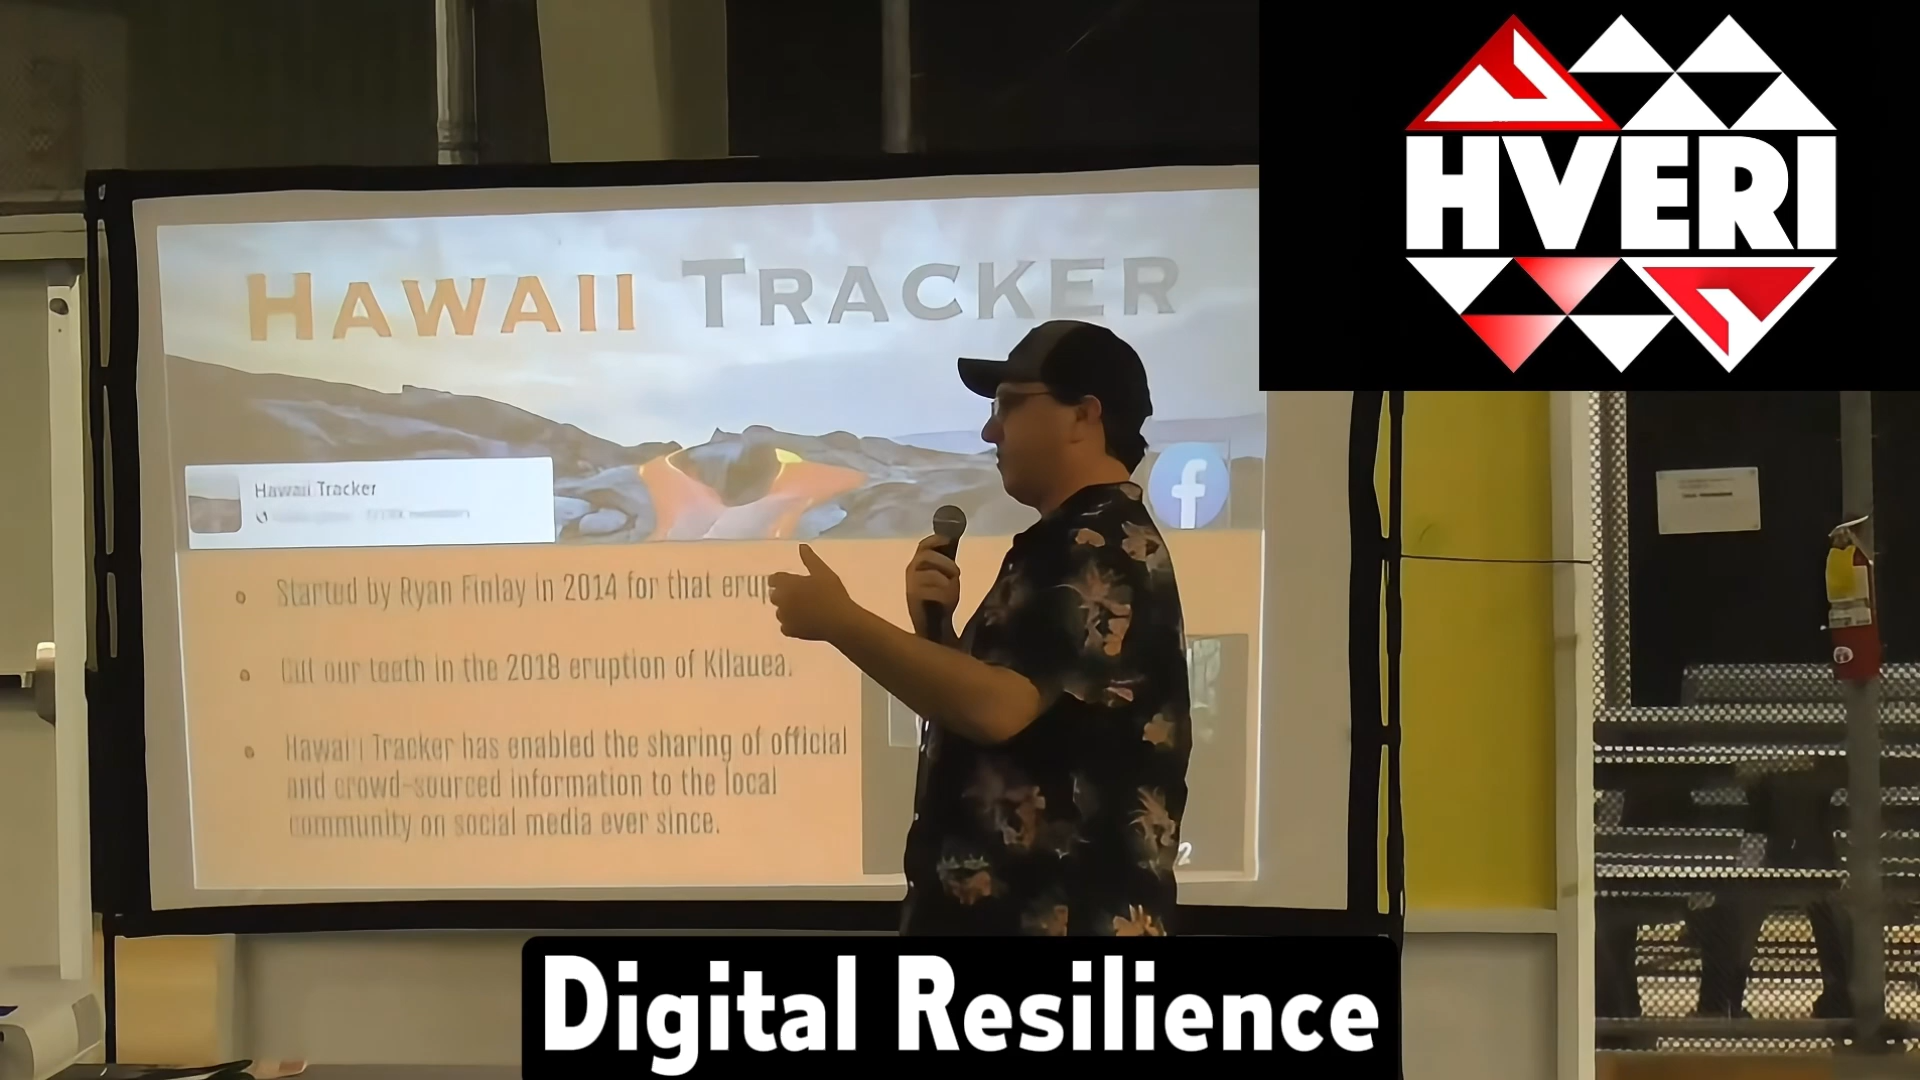 HVERI
HAWAII TRACKER
Hawaii Tracker
Started by Ryan Finlay in 2014 for that
Cut our teeth in the 2018 eruption of Kilauea.
Hawai'i Tracker has enabled the sharing of official
and crowd-sourced information to the local
community on social media ever since.
Digital Resilience